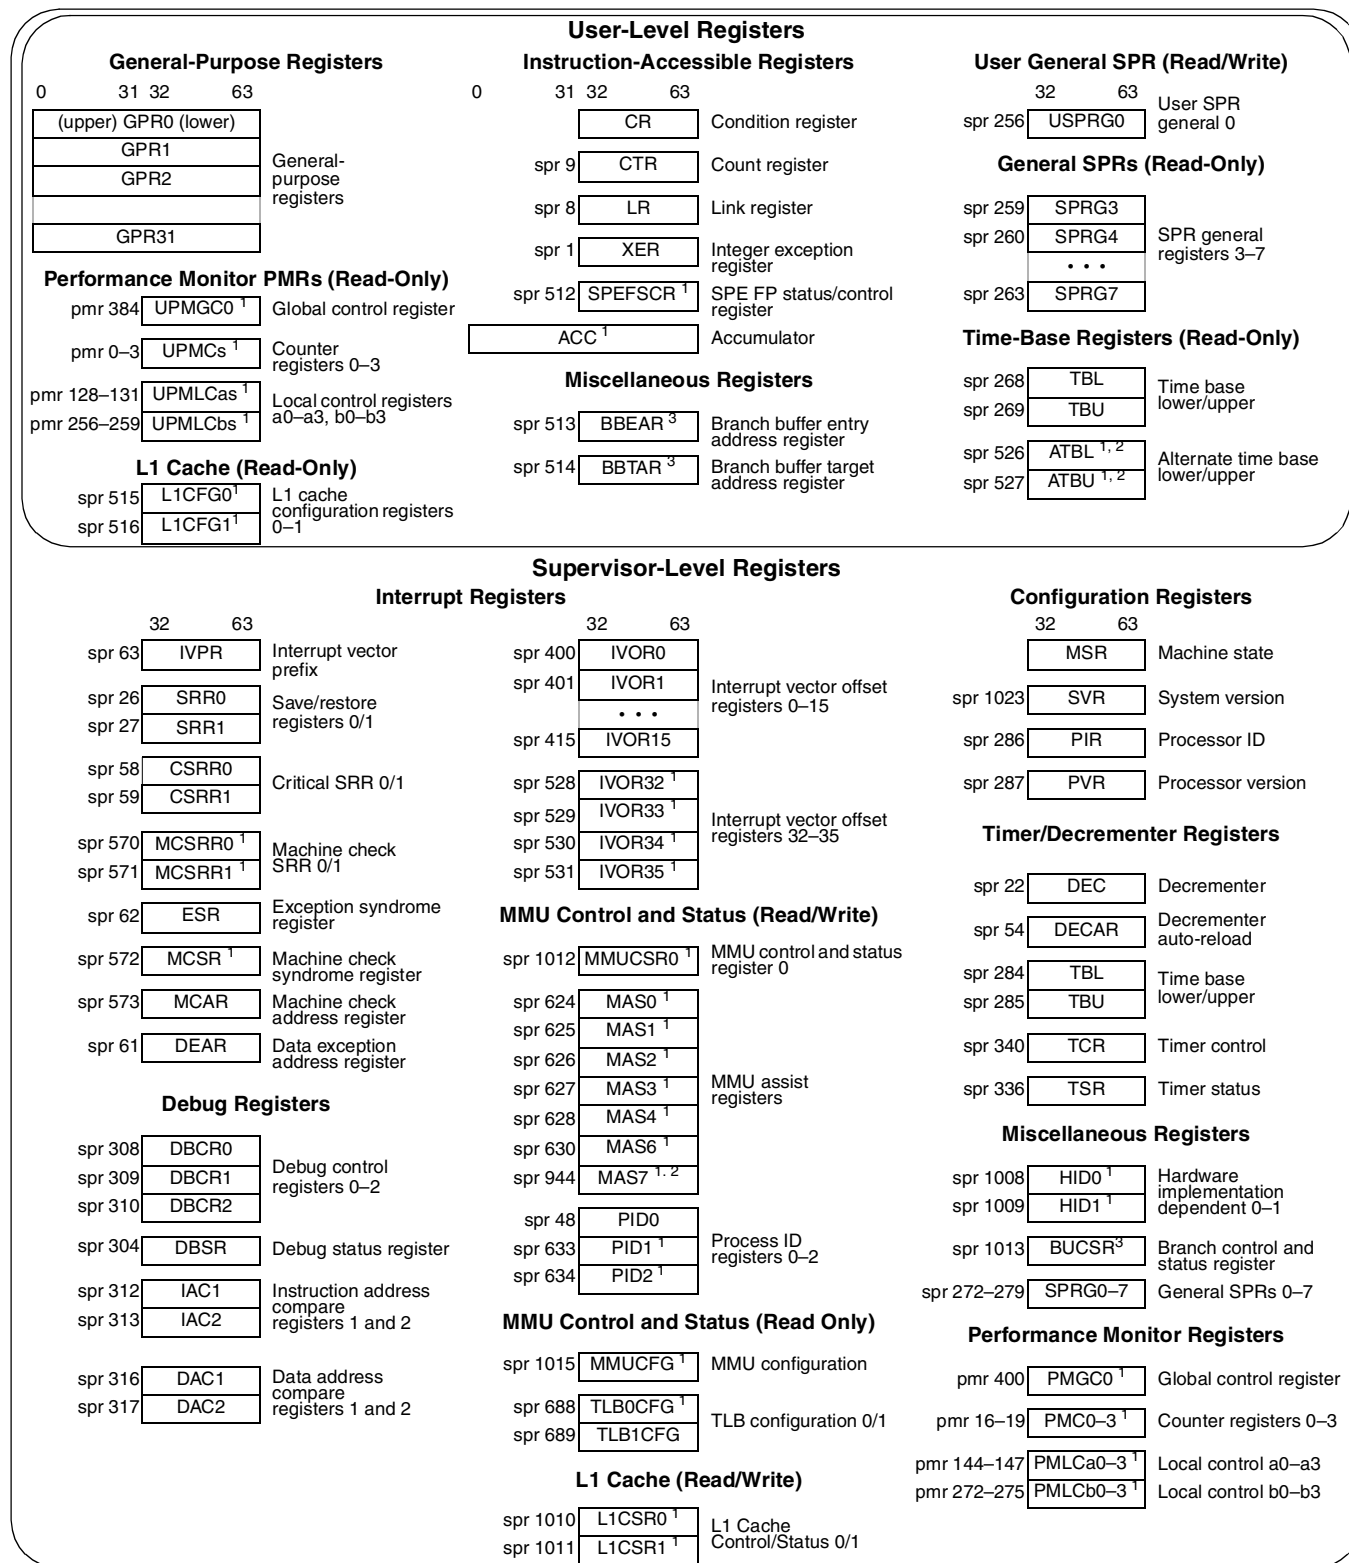 User-Level Registers
General-Purpose Registers
0 31 32 63
(upper) GPR0 (lower)
GPR1
GPR2
GPR31
General-
purpose
registers
Performance Monitor PMRs (Read-Only)
pmr 384 UPMGC0 1 Global control register
pmr 0–3 UPMCs 1 Counter
registers 0–3
pmr 128–131 UPMLCas 1 Local control registers
pmr 256–259 UPMLCbs 1 a0–a3, b0–b3
L1 Cache (Read-Only)
spr 515 L1CFG0 1 L1 cache
configuration registers
spr 516 L1CFG1 1 0–1
Instruction-Accessible Registers
0 31 32 63
CR Condition register
spr 9 CTR Count register
spr 8 LR Link register
spr 1 XER Integer exception
register
spr 512 SPEFSCR 1 SPE FP status/control
register
ACC 1 Accumulator
Miscellaneous Registers
spr 513 BBEAR 3 Branch buffer entry
address register
spr 514 BBTAR 3 Branch buffer target
address register
User General SPR (Read/Write)
32 63
spr 256 USPRG0 User SPR
general 0
General SPRs (Read-Only)
spr 259 SPRG3
spr 260 SPRG4 SPR general
• • • registers 3–7
spr 263 SPRG7
Time-Base Registers (Read-Only)
spr 268 TBL Time base
spr 269 TBU lower/upper
spr 526 ATBL 1, 2 Alternate time base
spr 527 ATBU 1, 2 lower/upper
Supervisor-Level Registers
Interrupt Registers
32 63
spr 63 IVPR Interrupt vector
prefix
spr 26 SRR0 Save/restore
spr 27 SRR1 registers 0/1
spr 58 CSRR0 Critical SRR 0/1
spr 59 CSRR1
spr 570 MCSRR0 1 Machine check
spr 571 MCSRR1 1 SRR 0/1
spr 62 ESR Exception syndrome
register
spr 572 MCSR 1 Machine check
syndrome register
spr 573 MCAR Machine check
address register
spr 61 DEAR Data exception
address register
Debug Registers
spr 308 DBCR0
spr 309 DBCR1 Debug control
registers 0–2
spr 310 DBCR2
spr 304 DBSR Debug status register
spr 312 IAC1 Instruction address
compare
spr 313 IAC2 registers 1 and 2
spr 316 DAC1 Data address
compare
spr 317 DAC2 registers 1 and 2
32 63
spr 400 IVOR0
spr 401 IVOR1 Interrupt vector offset
• • • registers 0–15
spr 415 IVOR15
spr 528 IVOR32 1
spr 529 IVOR33 1 Interrupt vector offset
spr 530 IVOR34 1 registers 32–35
spr 531 IVOR35 1
MMU Control and Status (Read/Write)
spr 1012 MMUCSR0 1 MMU control and status
register 0
spr 624 MAS0 1
spr 625 MAS1 1
spr 626 MAS2 1
spr 627 MAS3 1 MMU assist
registers
spr 628 MAS4 1
spr 630 MAS6 1
spr 944 MAS7 1. 2
spr 48 PID0
spr 633 PID1 1 Process ID
registers 0–2
spr 634 PID2 1
MMU Control and Status (Read Only)
spr 1015 MMUCFG 1 MMU configuration
spr 688 TLB0CFG 1 TLB configuration 0/1
spr 689 TLB1CFG
L1 Cache (Read/Write)
spr 1010 L1CSR0 1 L1 Cache
spr 1011 L1CSR1 1 Control/Status 0/1
Configuration Registers
32 63
MSR Machine state
spr 1023 SVR System version
spr 286 PIR Processor ID
spr 287 PVR Processor version
Timer/Decrementer Registers
spr 22 DEC Decrementer
spr 54 DECAR Decrementer
auto-reload
spr 284 TBL Time base
spr 285 TBU lower/upper
spr 340 TCR Timer control
spr 336 TSR Timer status
Miscellaneous Registers
spr 1008 HID0 1 Hardware
implementation
spr 1009 HID1 1 dependent 0–1
spr 1013 BUCSR 3 Branch control and
status register
spr 272–279 SPRG0–7 General SPRs 0–7
Performance Monitor Registers
pmr 400 PMGC0 1 Global control register
pmr 16–19 PMC0–3 1 Counter registers 0–3
pmr 144–147 PMLCa0–3 1 Local control a0–a3
pmr 272–275 PMLCb0–3 1 Local control b0–b3